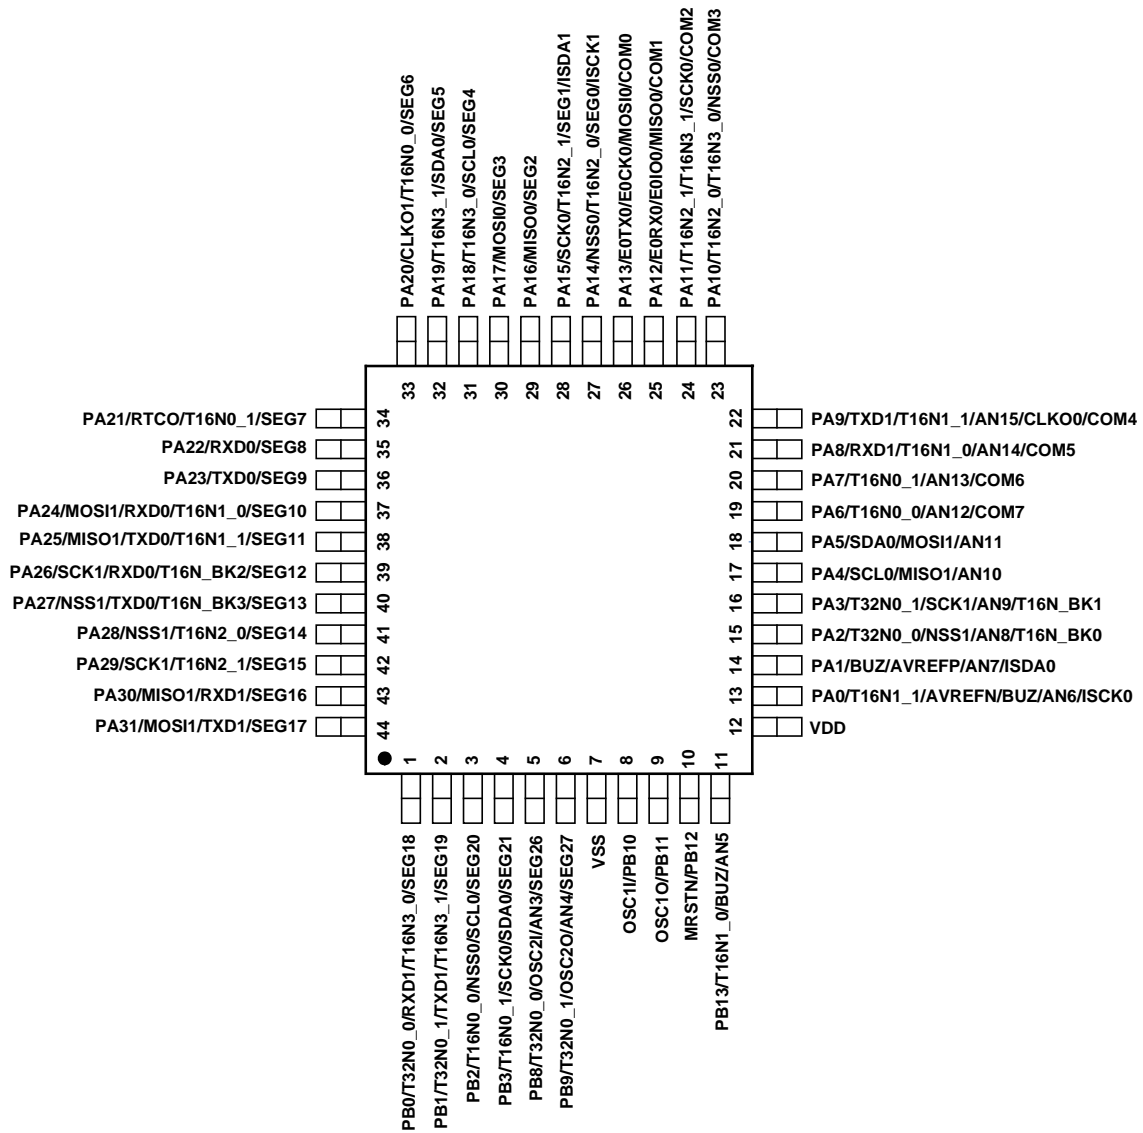 PA20/CLKO1/T16N0_0/SEG6
PA19/T16N3_1/SDA0/SEG5
PA18/T16N3_0/SCL0/SEG4
PA17/MOSI0/SEG3
PA16/MISO0/SEG2
PA15/SCK0/T16N2_1/SEG1/ISDA1
PA14/NSS0/T16N2_0/SEG0/ISCK1
PA13/E0TX0/E0CK0/MOSI0/COM0
PA12/E0RX0/E0IO0/MISO0/COM1
PA11/T16N2_1/T16N3_1/SCK0/COM2
PA10/T16N2_0/T16N3_0/NSS0/COM3
33
32
31
30
29
28
27
26
25
24
23
PA21/RTCO/T16N0_1/SEG7
34
PA22/RXD0/SEG8
35
PA23/TXD0/SEG9
36
PA24/MOSI1/RXD0/T16N1_0/SEG10
37
PA25/MISO1/TXD0/T16N1_1/SEG11
38
PA26/SCK1/RXD0/T16N_BK2/SEG12
39
PA27/NSS1/TXD0/T16N_BK3/SEG13
40
PA28/NSS1/T16N2_0/SEG14
41
PA29/SCK1/T16N2_1/SEG15
42
PA30/MISO1/RXD1/SEG16
43
PA31/MOSI1/TXD1/SEG17
44
22
PA9/TXD1/T16N1_1/AN15/CLKO0/COM4
21
PA8/RXD1/T16N1_0/AN14/COM5
20
PA7/T16N0_1/AN13/COM6
19
PA6/T16N0_0/AN12/COM7
18
PA5/SDA0/MOSI1/AN11
17
PA4/SCL0/MISO1/AN10
16
PA3/T32N0_1/SCK1/AN9/T16N_BK1
15
PA2/T32N0_0/NSS1/AN8/T16N_BK0
14
PA1/BUZ/AVREFP/AN7/ISDA0
13
PA0/T16N1_1/AVREFN/BUZ/AN6/ISCK0
12
VDD
1
2
3
4
5
6
7
8
9
10
11
PB0/T32N0_0/RXD1/T16N3_0/SEG18
PB1/T32N0_1/TXD1/T16N3_1/SEG19
PB2/T16N0_0/NSS0/SCL0/SEG20
PB3/T16N0_1/SCK0/SDA0/SEG21
PB8/T32N0_0/OSC2I/AN3/SEG26
PB9/T32N0_1/OSC2O/AN4/SEG27
VSS
OSC1I/PB10
OSC1O/PB11
MRSTN/PB12
PB13/T16N1_0/BUZ/AN5